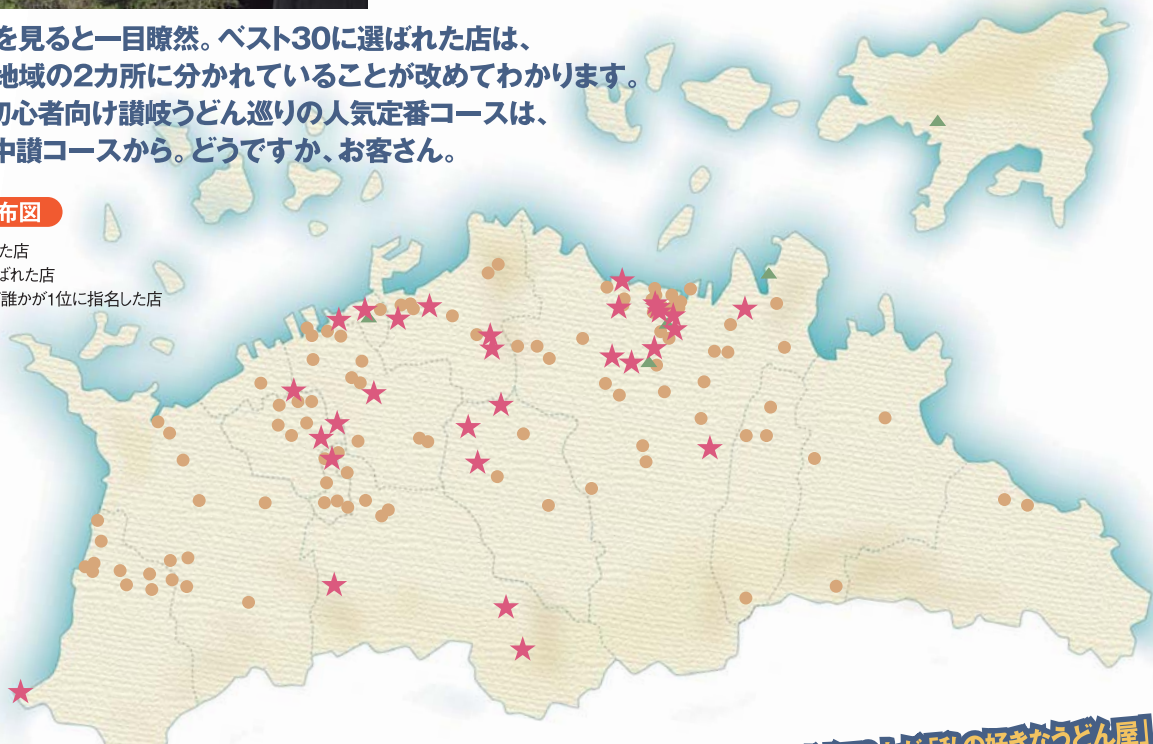 を見ると一目瞭然。ベスト30に選ばれた店は、
地域の2カ所に分かれていることが改めてわかります。
初心者向け讃岐うどん巡りの人気定番コースは、
中讃コースから。どうですか、お客さん。
布図
た店
ばれた店
誰かが1位に指名した店
「私の好きなうどん屋」